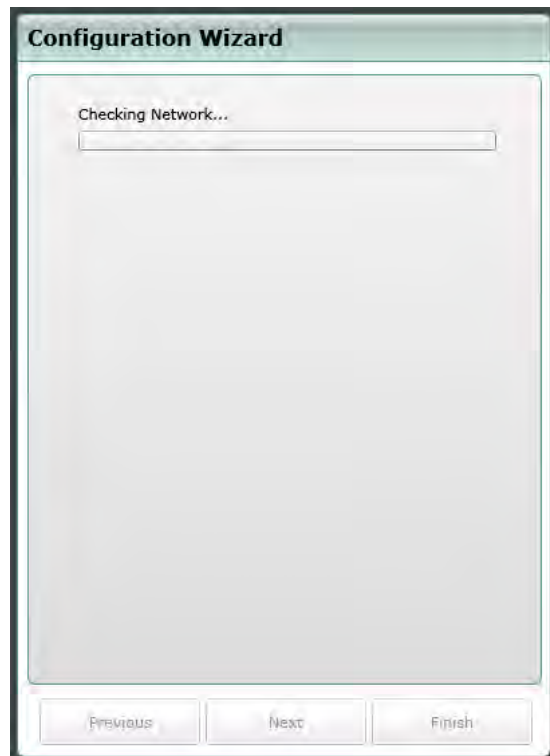 Configuration Wizard
Checking Network...
Previous
Next
Finish